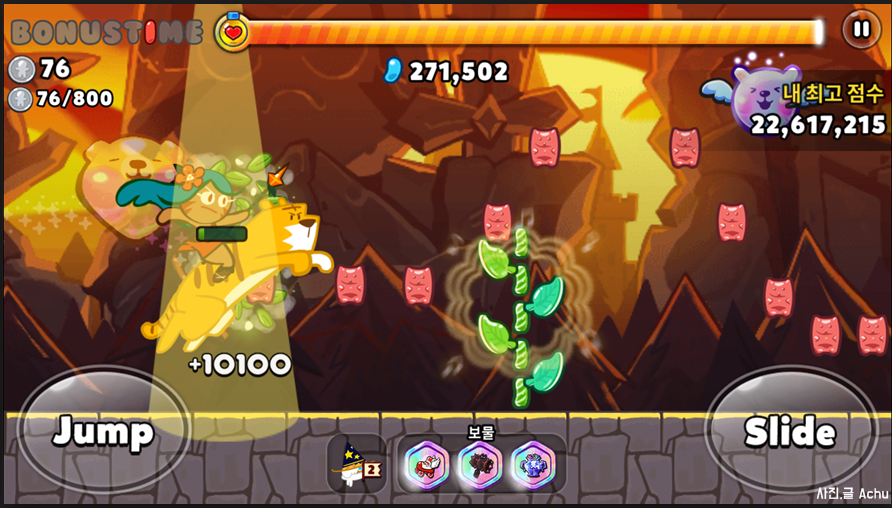 BONUSTIME
76
76/800
271,502
내 최고 점수
22,617,215
+10100
Jump
Slide
보물
2
사진.글 Achu